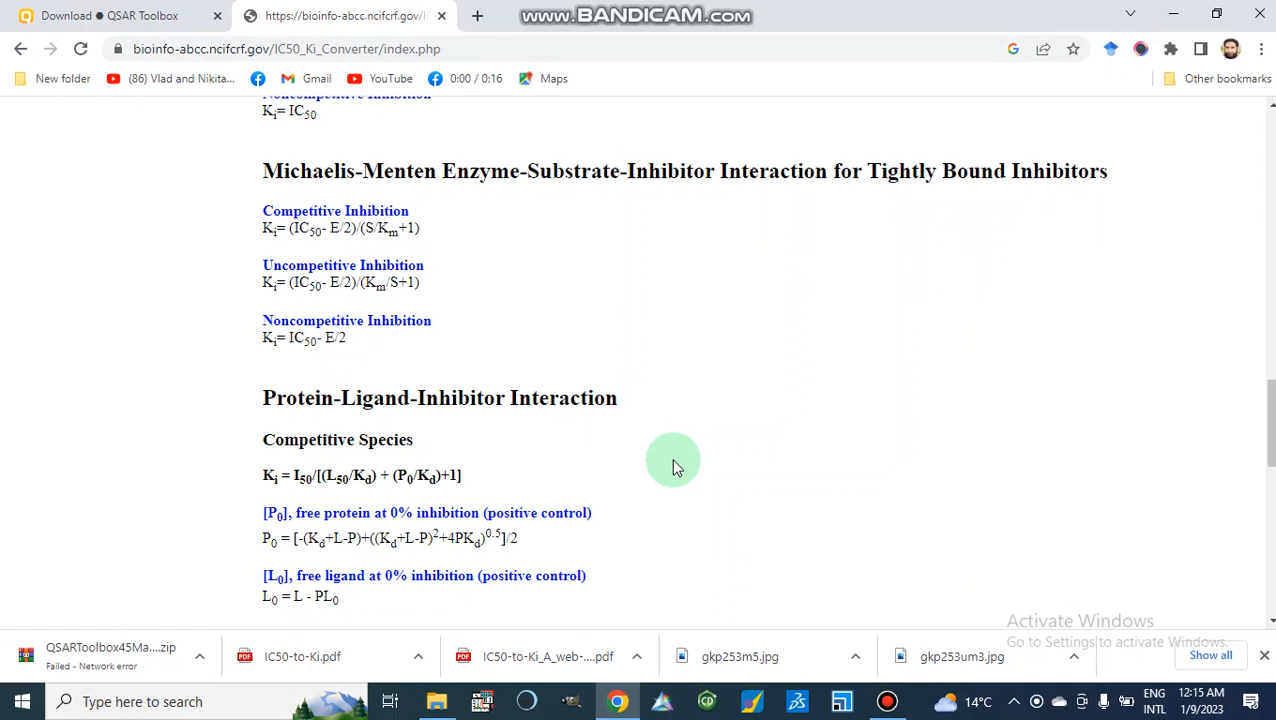 Download ● QSAR Toolbox
https://bioinfo-abcc.ncifcrf.gov/I
www.BANDICAM.com
bioinfo-abcc.ncifcrf.gov/IC50_Ki_Converter/index.php
New folder
(86) Vlad and Nikita...
Gmail
YouTube
0:00 / 0:16
Maps
Other bookmarks
Noncompetitive Inhibition
Ki= IC50
Michaelis-Menten Enzyme-Substrate-Inhibitor Interaction for Tightly Bound Inhibitors
Competitive Inhibition
Ki= (IC50- E/2)/(S/Km+1)
Uncompetitive Inhibition
Ki= (IC50- E/2)/(Km/S+1)
Noncompetitive Inhibition
Ki= IC50- E/2
Protein-Ligand-Inhibitor Interaction
Competitive Species
Ki = I50/[(L50/Kd) + (P0/Kd)+1]
[P0], free protein at 0% inhibition (positive control)
P0 = [-(Kd+L-P)+((Kd+L-P)2+4PKd)0.5]/2
[L0], free ligand at 0% inhibition (positive control)
L0 = L - PL0
Activate Windows
Go to Settings to activate Windows.
QSARToolbox45Ma....zip
Failed - Network error
IC50-to-Ki.pdf
IC50-to-Ki_A_web-....pdf
gkp253m5.jpg
gkp253um3.jpg
Show all
Type here to search
14°C
ENG
INTL
12:15 AM
1/9/2023